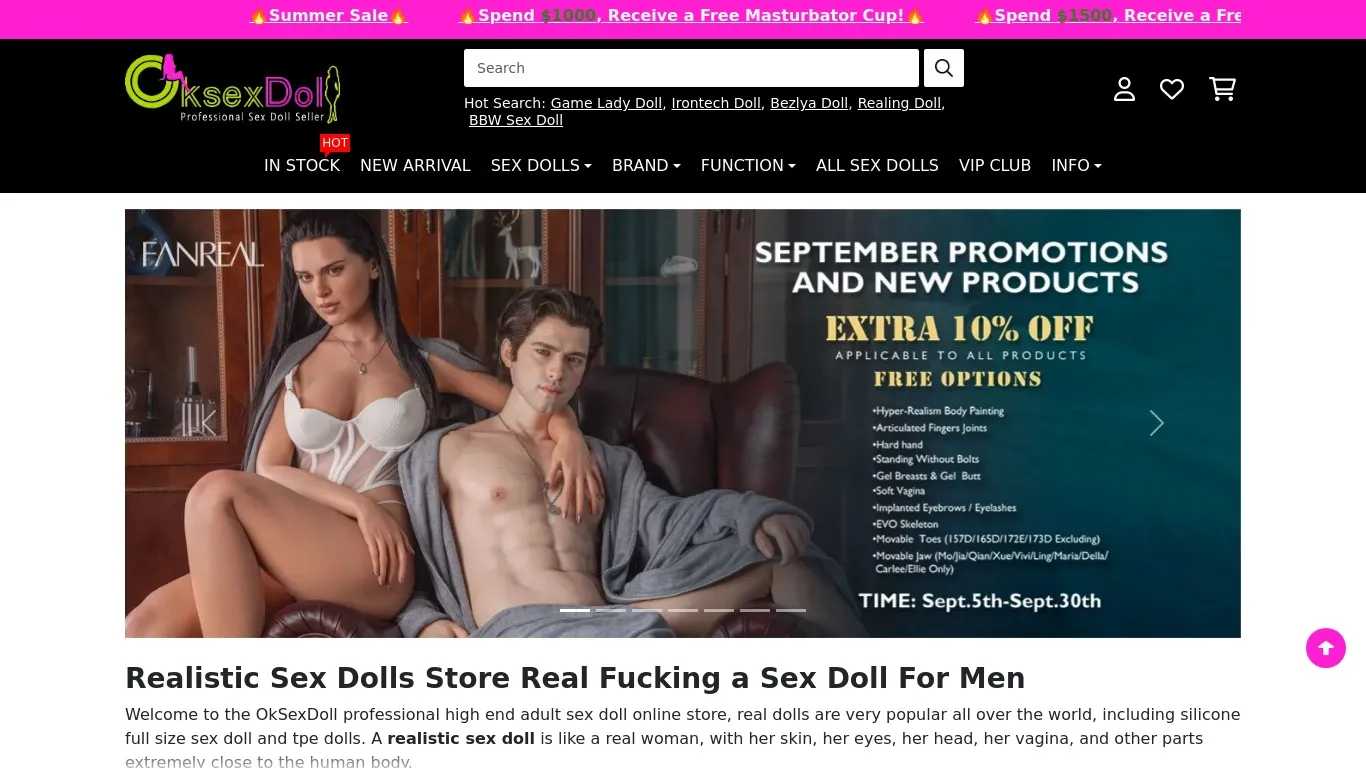 🔥Summer Sale🔥 🔥Spend $1000, Receive a Free Masturbator Cup!🔥 🔥Spend $1500, Receive a Fre
OksexDoll
Professional Sex Doll Seller
Search
Hot Search: Game Lady Doll, Irontech Doll, Bezlya Doll, Realing Doll,
BBW Sex Doll
HOT
IN STOCK NEW ARRIVAL SEX DOLLS BRAND FUNCTION ALL SEX DOLLS VIP CLUB INFO
FANREAL
SEPTEMBER PROMOTIONS
AND NEW PRODUCTS
EXTRA 10% OFF
APPLICABLE TO ALL PRODUCTS
FREE OPTIONS
•Hyper-Realism Body Painting
•Articulated Fingers Joints
•Hard hand
•Standing Without Bolts
•Gel Breasts & Gel Butt
•Soft Vagina
•Implanted Eyebrows / Eyelashes
•EVO Skeleton
•Movable Toes (157D/165D/172E/173D Excluding)
•Movable Jaw (Mo/Jia/Qian/Xue/Vivi/Ling/Maria/Della/
Carlee/Ellie Only)
TIME: Sept.5th-Sept.30th
Realistic Sex Dolls Store Real Fucking a Sex Doll For Men
Welcome to the OkSexDoll professional high end adult sex doll online store, real dolls are very popular all over the world, including silicone
full size sex doll and tpe dolls. A realistic sex doll is like a real woman, with her skin, her eyes, her head, her vagina, and other parts
extremely close to the human body.